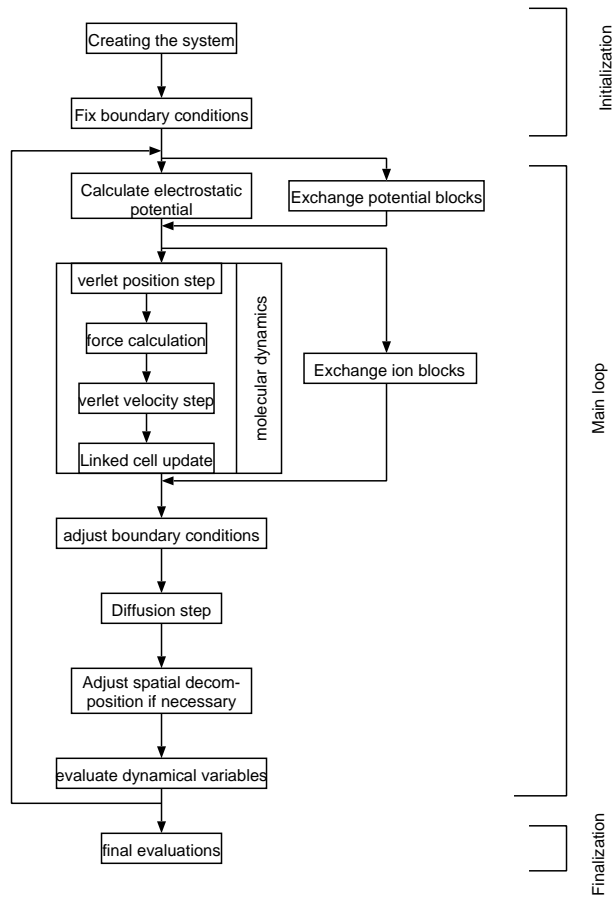 Creating the system
Fix boundary conditions
Initialization
Calculate electrostatic
potential
Exchange potential blocks
verlet position step
force calculation
verlet velocity step
Linked cell update
molecular dynamics
Exchange ion blocks
Main loop
adjust boundary conditions
Diffusion step
Adjust spatial decom-
position if necessary
evaluate dynamical variables
final evaluations
Finalization